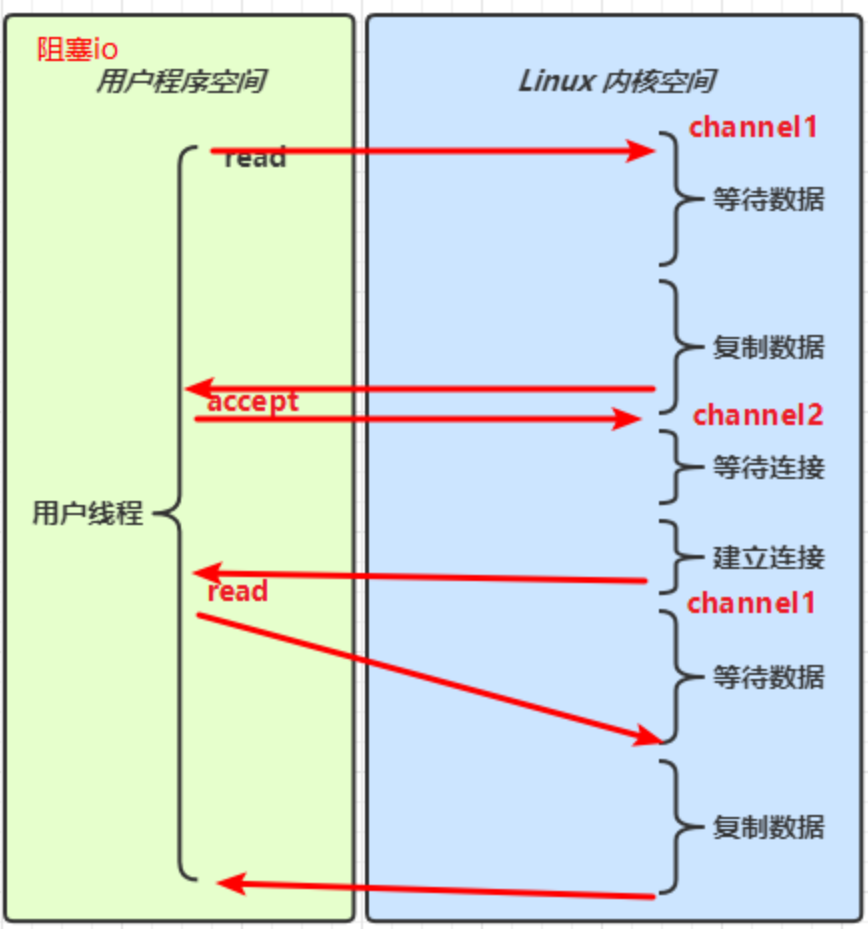 阻塞io
用户程序空间
Linux 内核空间
channel1
read
等待数据
复制数据
accept
channel2
等待连接
用户线程
建立连接
read
channel1
等待数据
复制数据